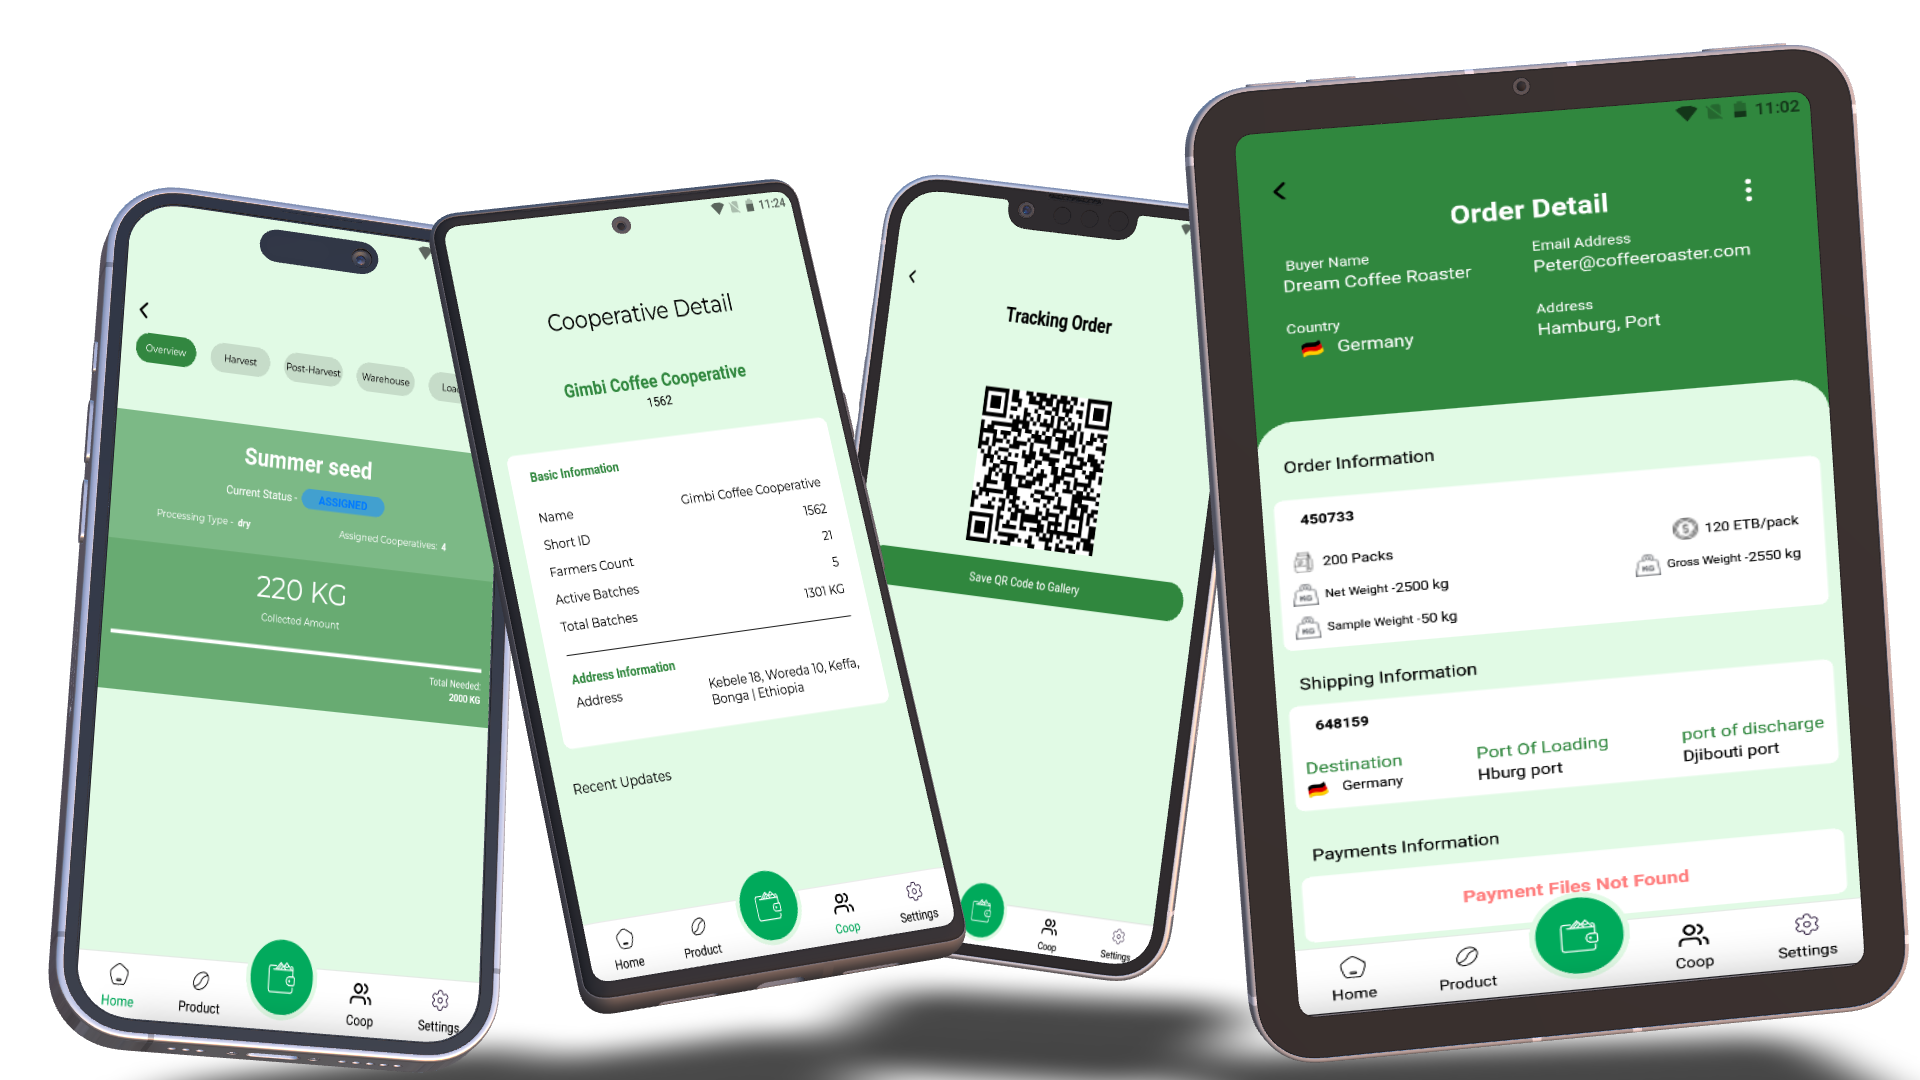 Overview
Harvest
Post-Harvest
Warehouse
Summer seed
Current Status - ASSIGNED
Processing Type - dry
Assigned Cooperatives: 4
220 KG
Collected Amount
Total Needed:
2000 KG
Home
Product
Coop
Settings
11:24
Cooperative Detail
Gimbi Coffee Cooperative
1562
Basic Information
Name Gimbi Coffee Cooperative
Short ID 1562
Farmers Count 21
Active Batches 5
Total Batches 1301 KG
Address Information
Address Kebele 18, Woreda 10, Keffa,
Bonga | Ethiopia
Recent Updates
Home
Product
Coop
Settings
Tracking Order
Save QR Code to Gallery
Coop
Settings
11:02
Order Detail
Buyer Name
Dream Coffee Roaster
Email Address
Peter@coffeeroaster.com
Country
Germany
Address
Hamburg, Port
Order Information
450733
200 Packs
120 ETB/pack
Net Weight -2500 kg
Gross Weight -2550 kg
Sample Weight -50 kg
Shipping Information
648159
Destination
Germany
Port Of Loading
Hburg port
port of discharge
Djibouti port
Payments Information
Payment Files Not Found
Home
Product
Coop
Settings